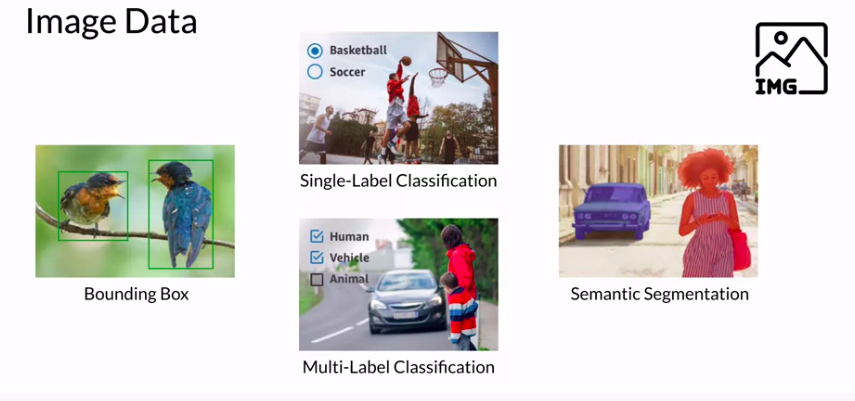 Image Data
IMG
Basketball
Soccer
Single-Label Classification
Bounding Box
Human
Vehicle
Animal
Multi-Label Classification
Semantic Segmentation